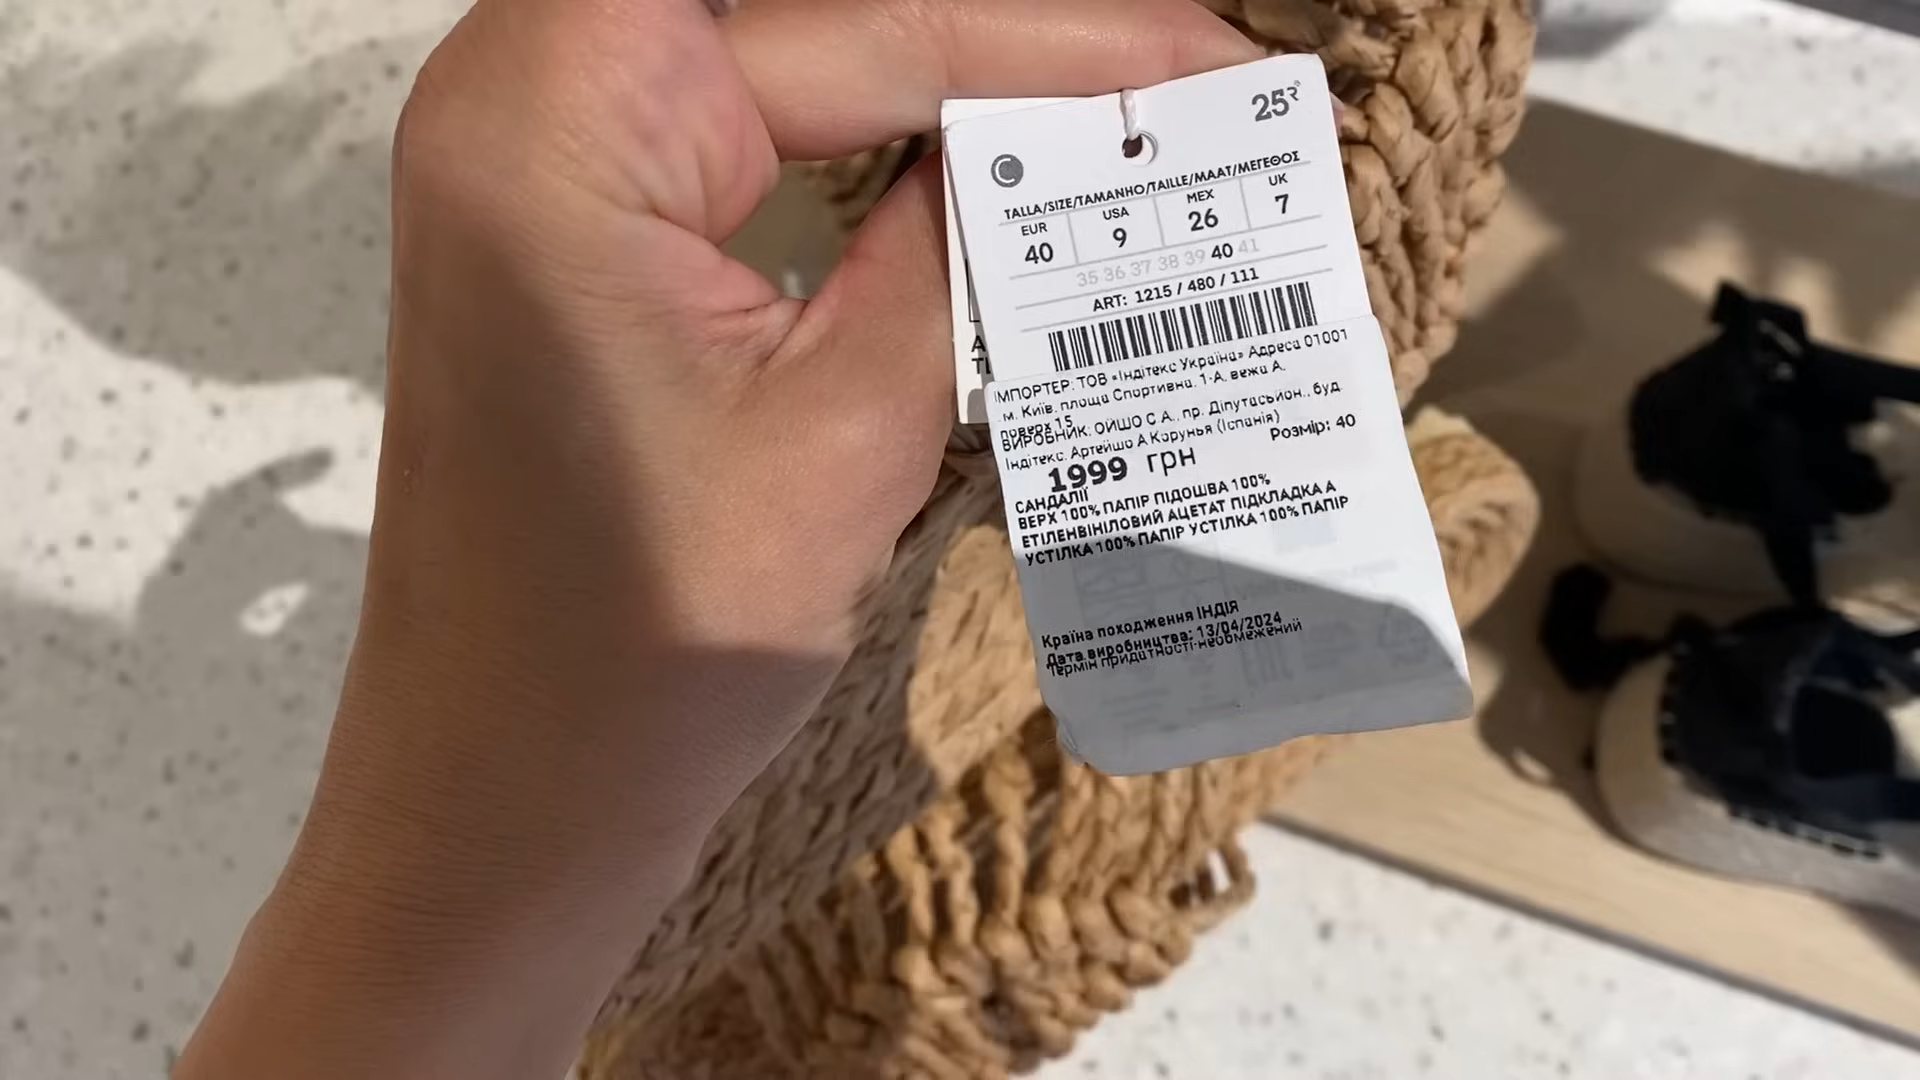 25
C
TALLA/SIZE/TAMANHO/TAILLE/MAAT/ΜΕΓΕΘΟΣ
EUR USA MEX UK
40 9 26 7
35 36 37 38 39 40 41
ART: 1215 / 480 / 111
ІМПОРТЕР: ТОВ «Індітекс Україна» Адреса 01001
м. Київ, площа Спортивна, 1-А, вежа А,
поверх 15
ВИРОБНИК: ОЙШО С.А., пр. Діпутасьйон., буд.
Індітекс, Артейшо А Корунья (Іспанія)
Розмір: 40
1999 грн
САНДАЛІЇ
ВЕРХ 100% ПАПІР ПІДОШВА 100%
ЕТІЛЕНВІНІЛОВИЙ АЦЕТАТ ПІДКЛАДКА А
УСТІЛКА 100% ПАПІР УСТІЛКА 100% ПАПІР
Країна походження ІНДІЯ
Дата виробництва: 13/04/2024
Термін придатності-необмежений